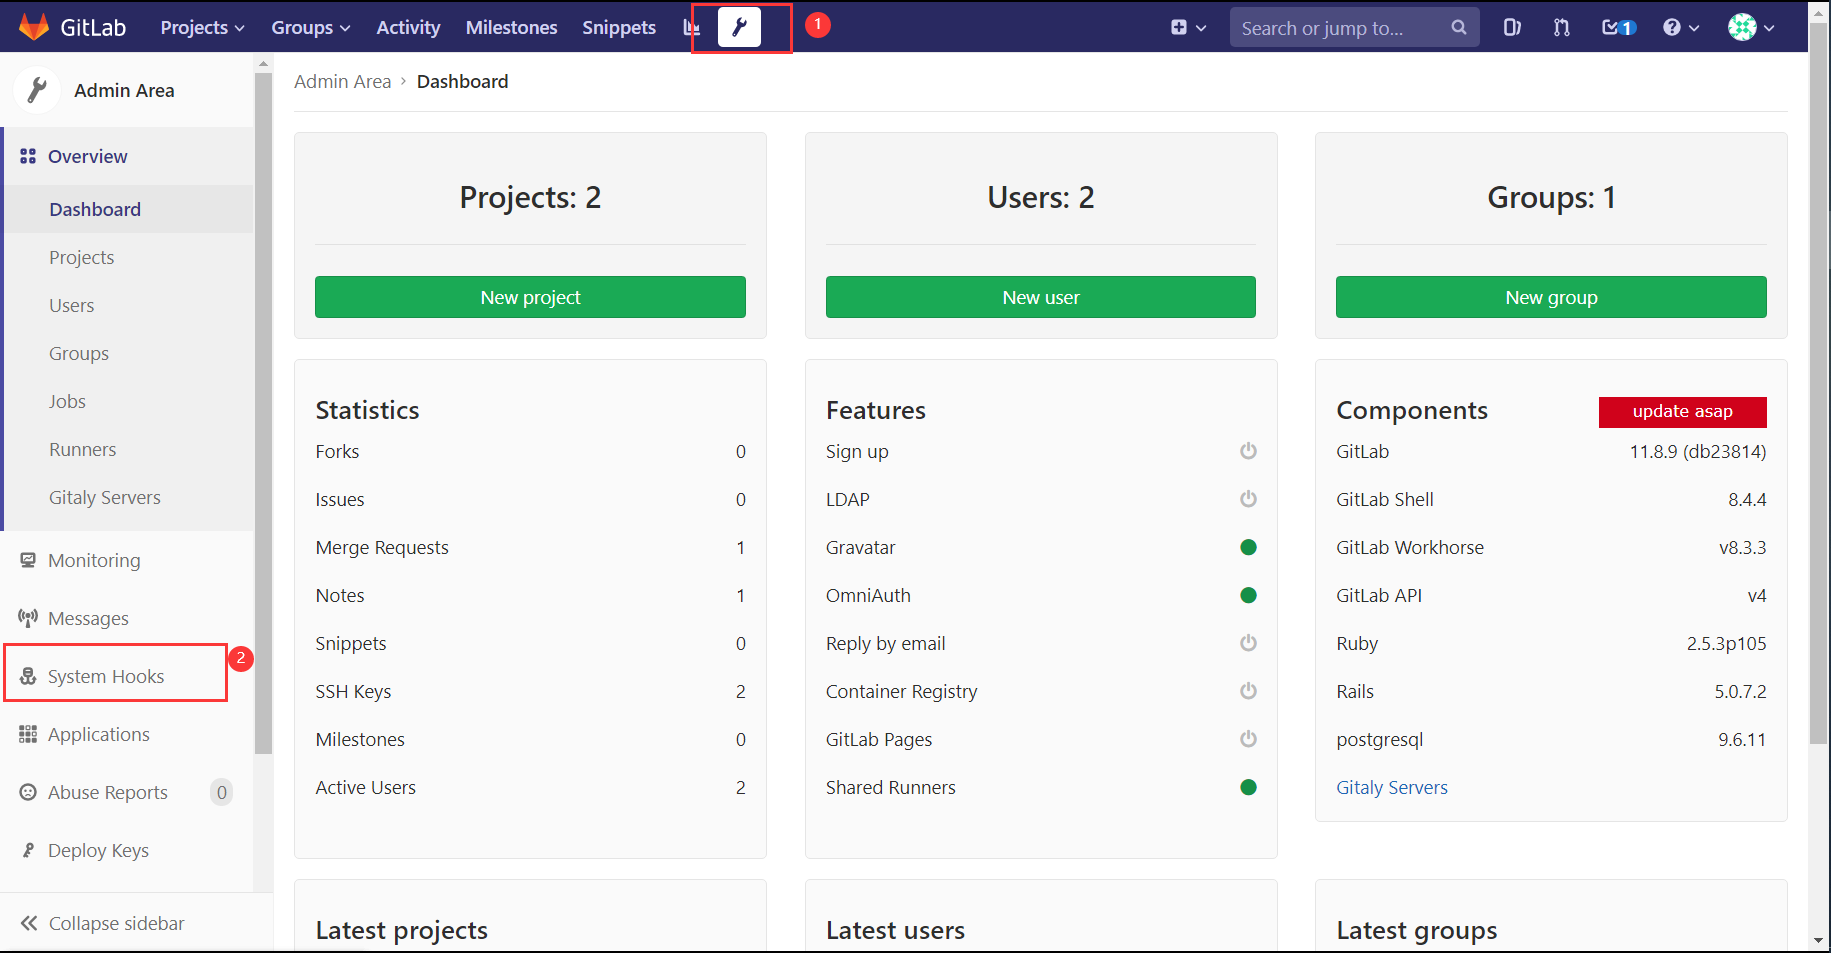 GitLab Projects Groups Activity Milestones Snippets 1 Search or jump to... 1
Admin Area
Overview
Dashboard
Projects
Users
Groups
Jobs
Runners
Gitaly Servers
Monitoring
Messages
System Hooks 2
Applications
Abuse Reports 0
Deploy Keys
Collapse sidebar
Admin Area › Dashboard
Projects: 2
New project
Users: 2
New user
Groups: 1
New group
Statistics
Forks 0
Issues 0
Merge Requests 1
Notes 1
Snippets 0
SSH Keys 2
Milestones 0
Active Users 2
Features
Sign up
LDAP
Gravatar
OmniAuth
Reply by email
Container Registry
GitLab Pages
Shared Runners
Components update asap
GitLab 11.8.9 (db23814)
GitLab Shell 8.4.4
GitLab Workhorse v8.3.3
GitLab API v4
Ruby 2.5.3p105
Rails 5.0.7.2
postgresql 9.6.11
Gitaly Servers
Latest projects
Latest users
Latest groups